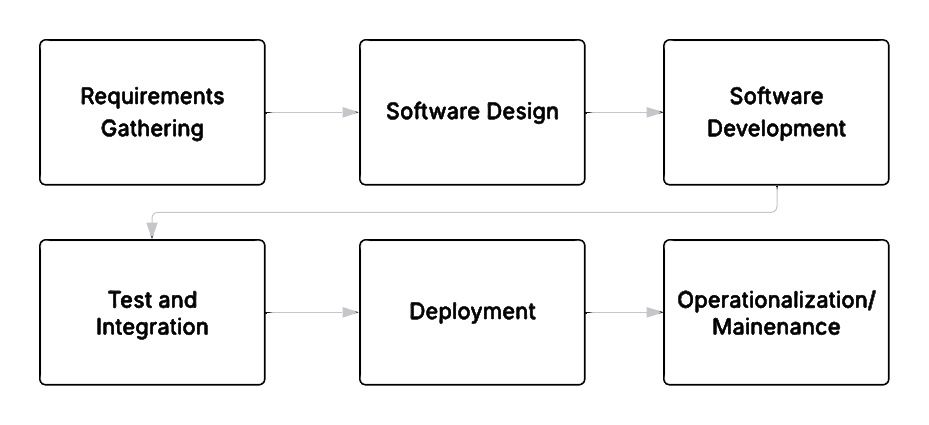 Requirements
Gathering
Software Design
Software
Development
Test and
Integration
Deployment
Operationalization/
Mainenance